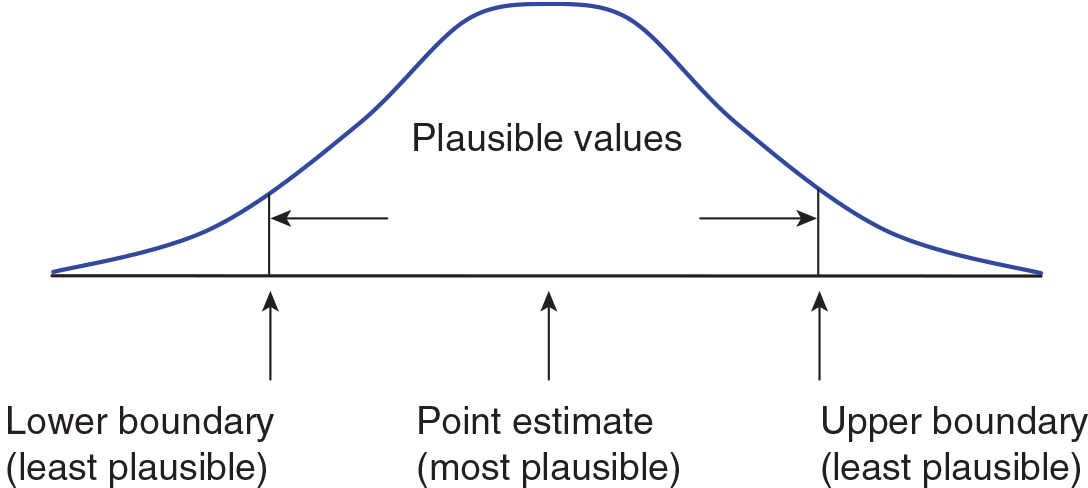 Plausible values
Lower boundary
(least plausible)
Point estimate
(most plausible)
Upper boundary
(least plausible)